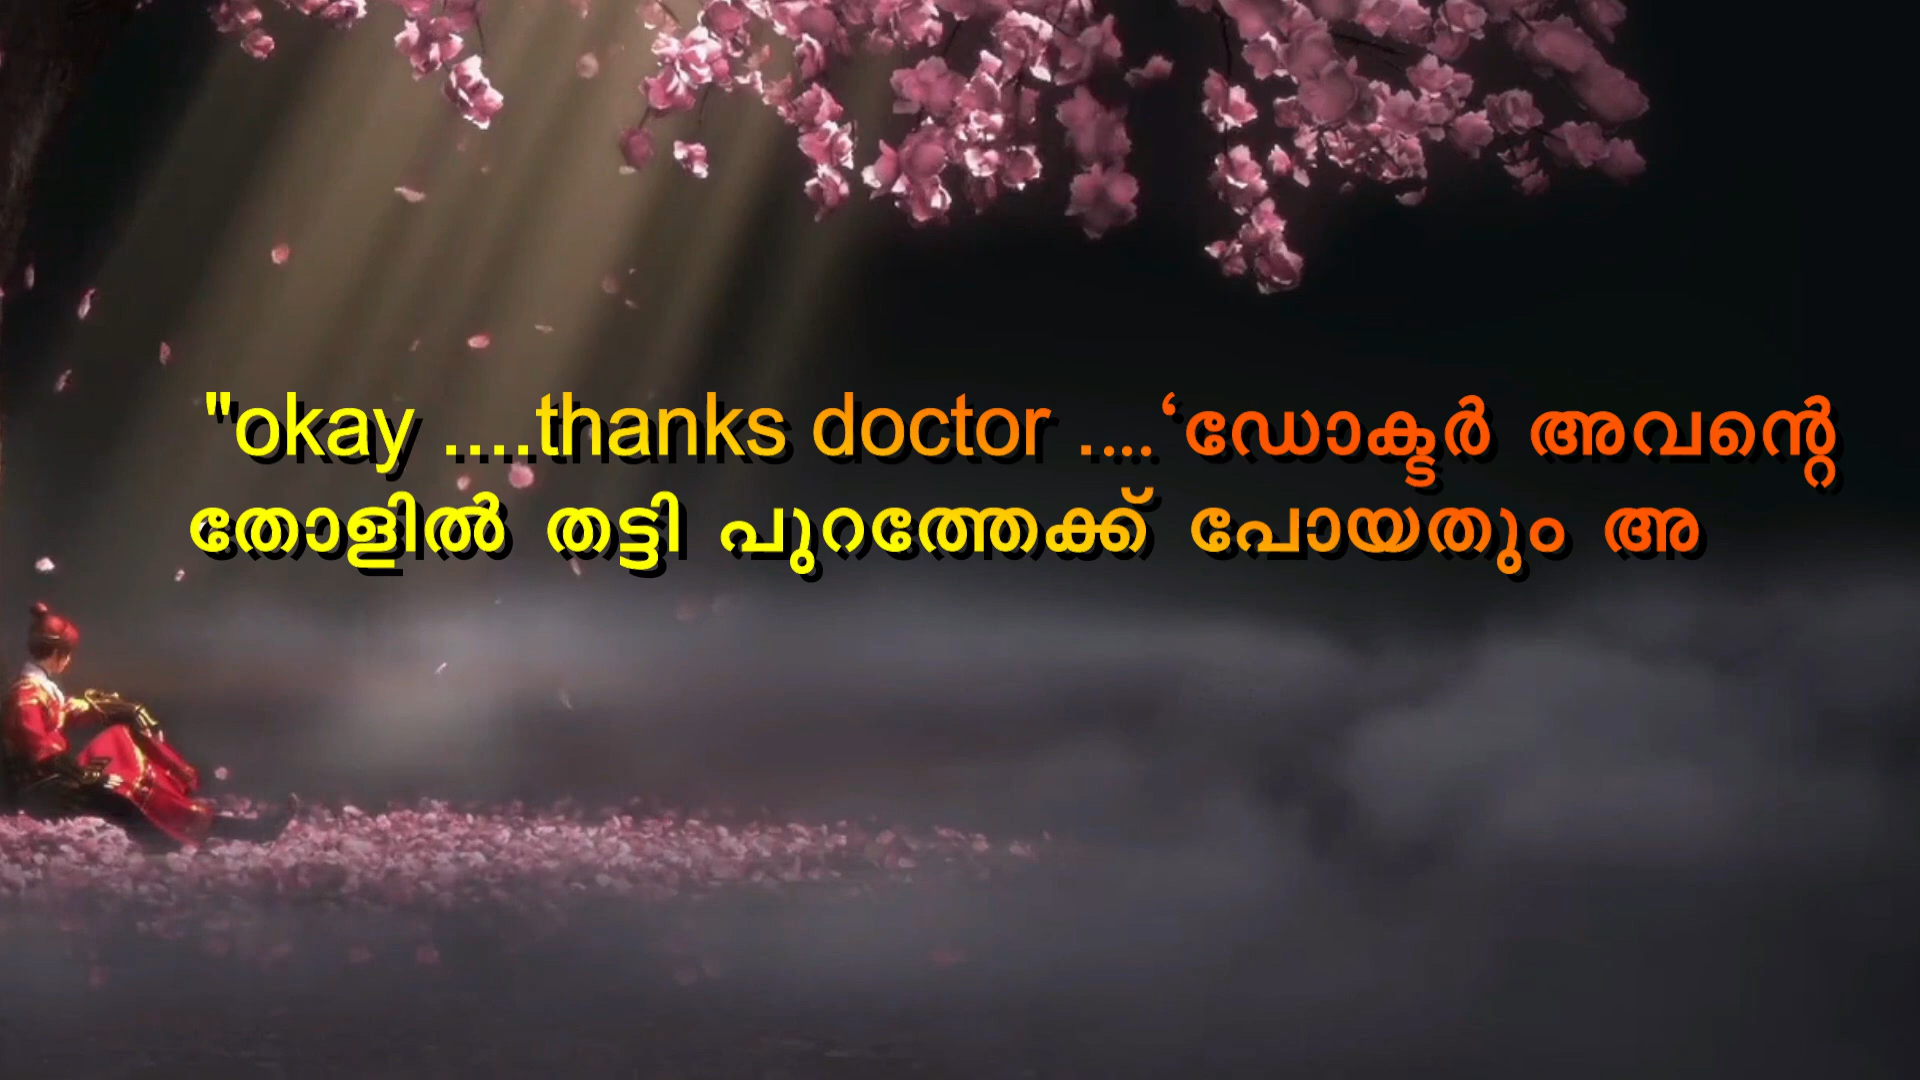 "okay ....thanks doctor ....‘ഡോക്ടർ അവന്റെ
തോളിൽ തട്ടി പുറത്തേക്ക് പോയതും അ